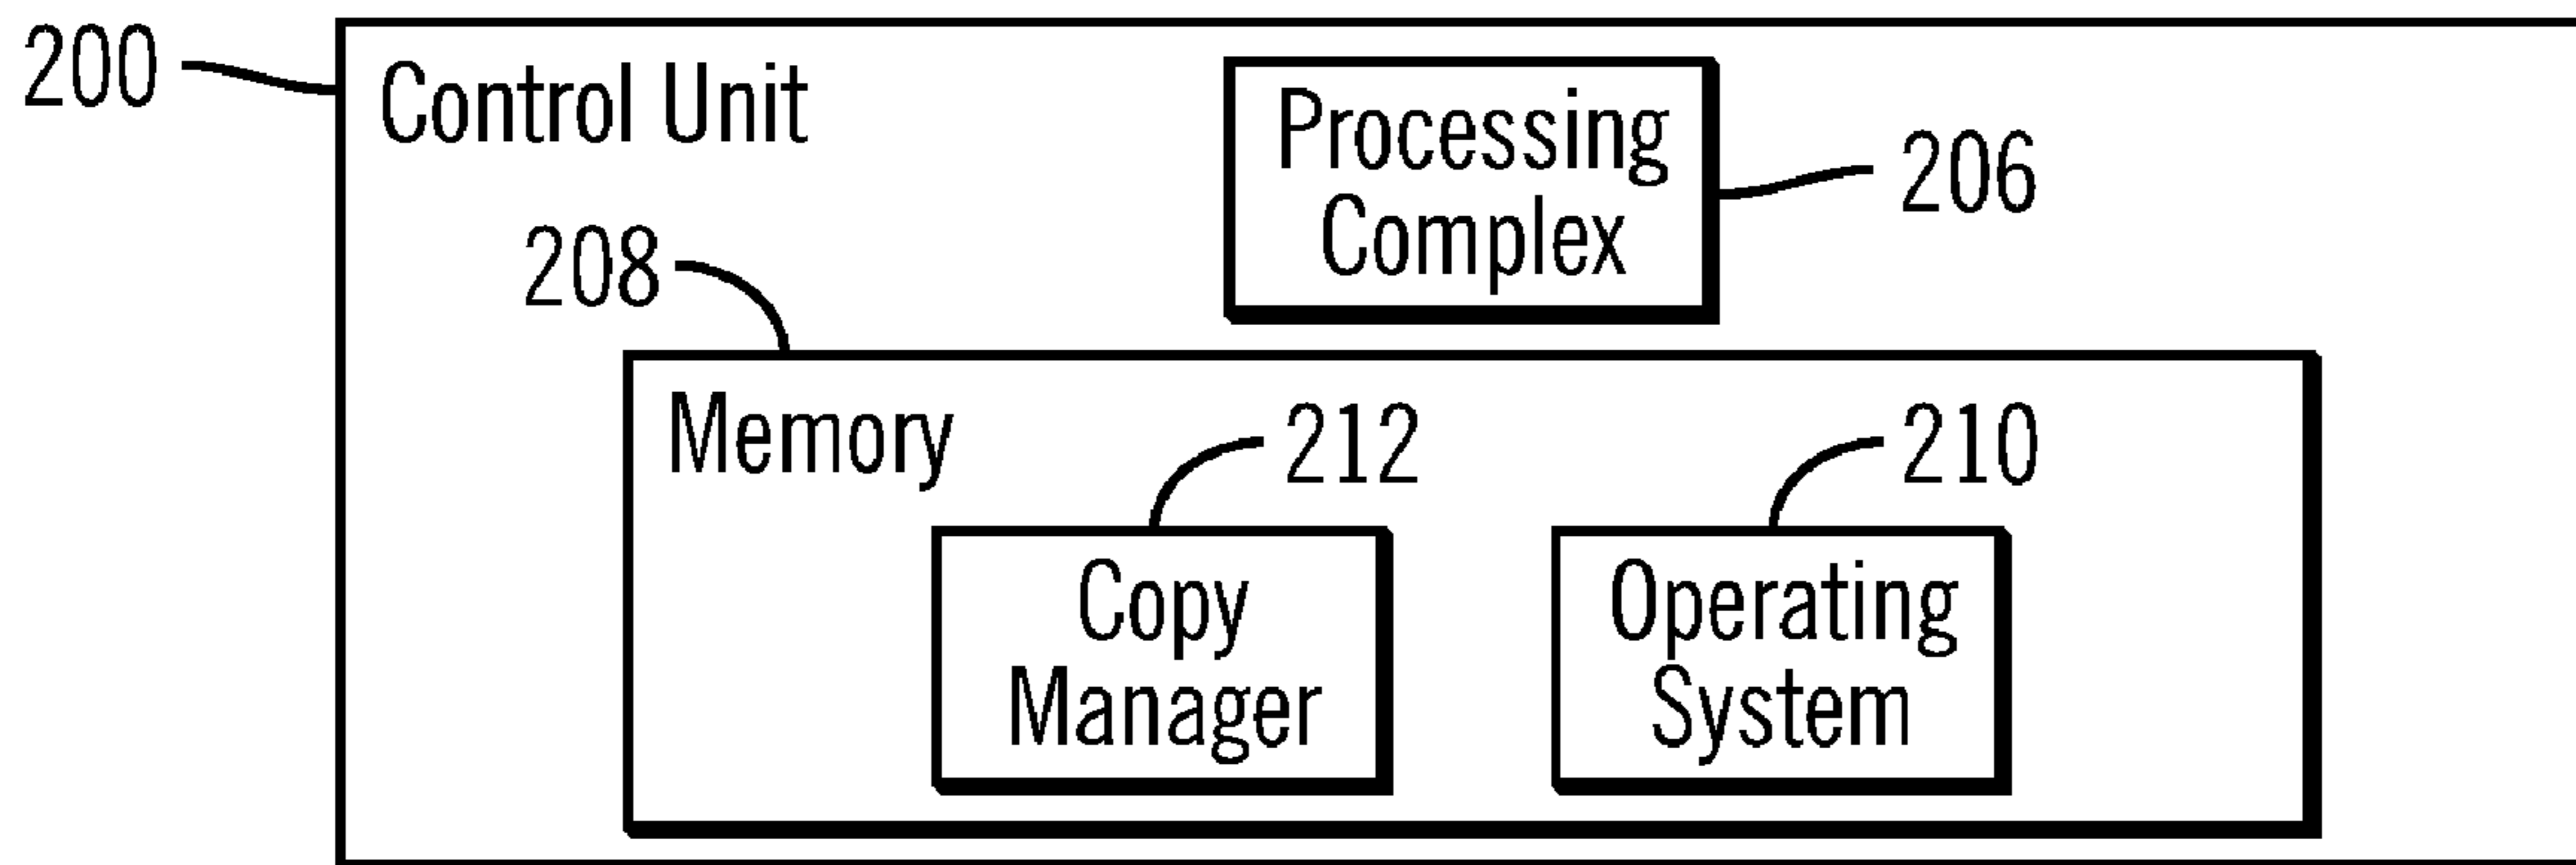 200
Control Unit
Processing
Complex
206
208
Memory
212
210
Copy
Manager
Operating
System